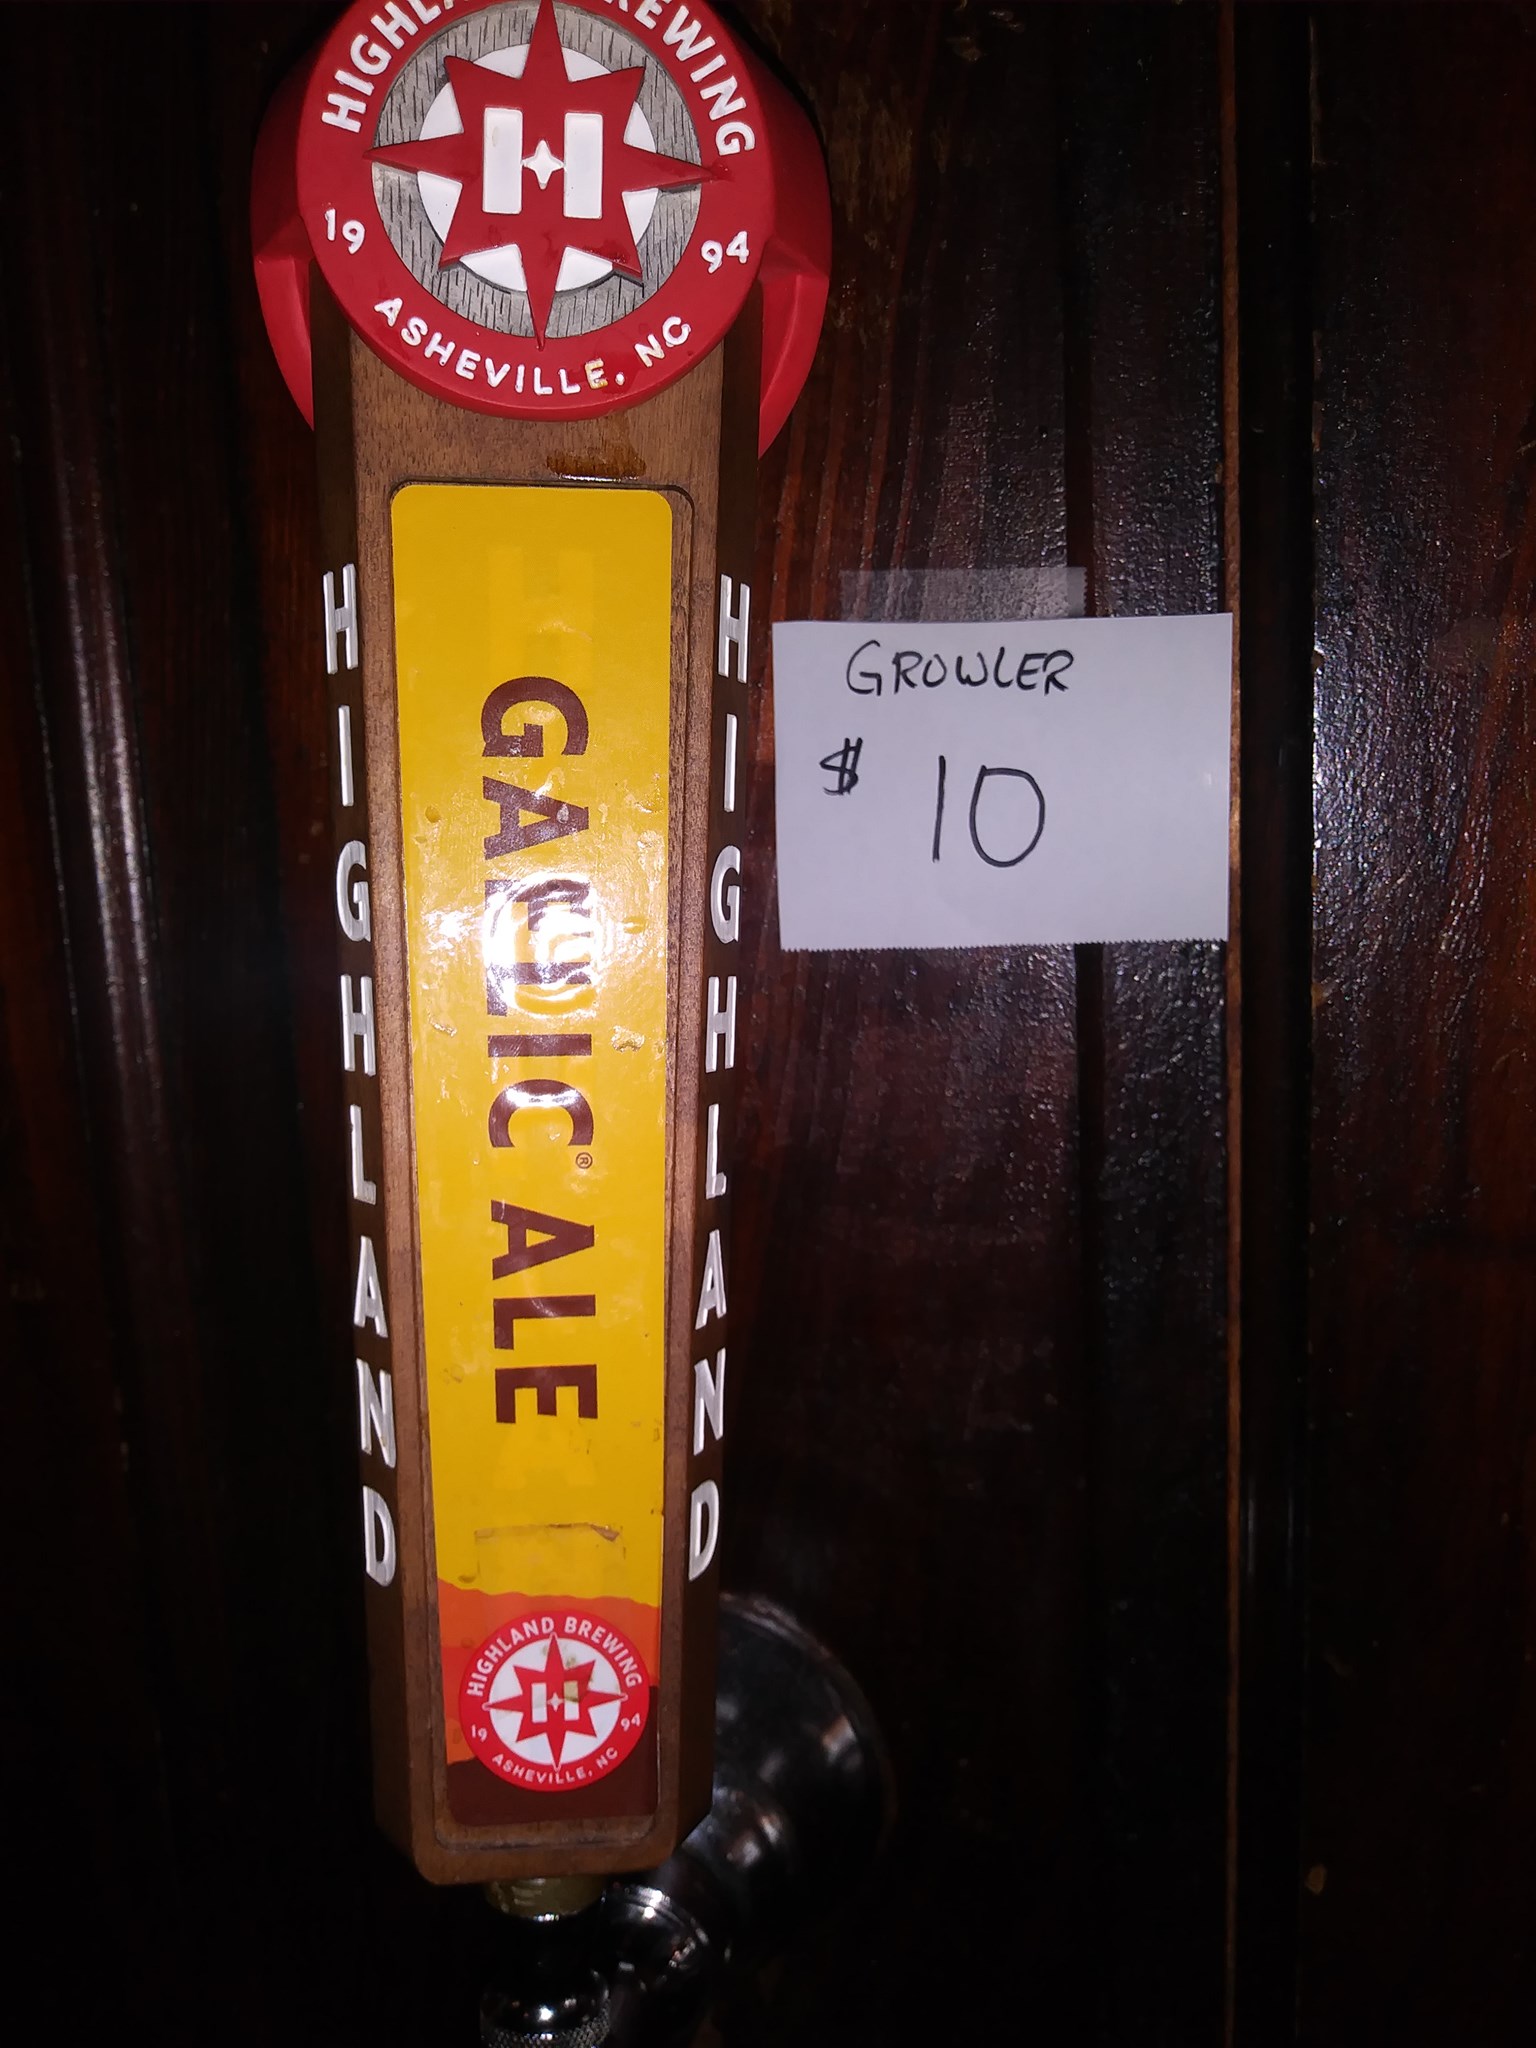 HIGHLAND BREWING
H
19 94
ASHEVILLE, NC
HIGHLAND
GAELIC® ALE
HIGHLAND
GROWLER
$ 10
HIGHLAND BREWING
H
19 94
ASHEVILLE, NC